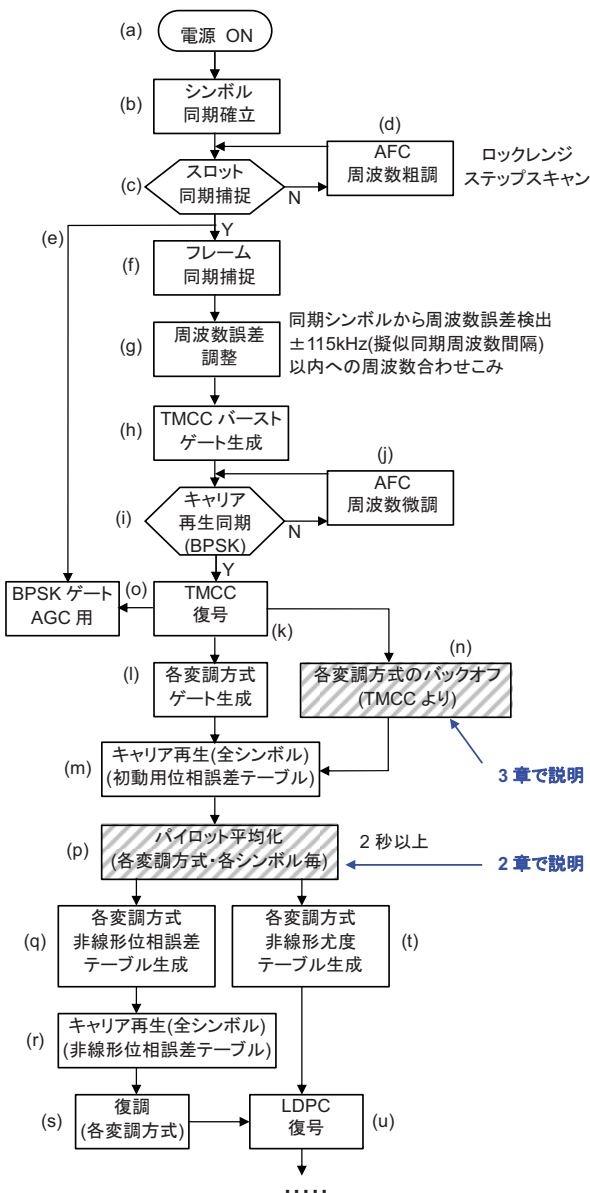 (a)
電源 ON
(b)
シンボル
同期確立
(d)
AFC
周波数粗調
ロックレンジ
ステップスキャン
(c)
スロット
同期捕捉
N
Y
(e)
(f)
フレーム
同期捕捉
(g)
周波数誤差
調整
同期シンボルから周波数誤差検出
±115kHz(擬似同期周波数間隔)
以内への周波数合わせこみ
(h)
TMCC バースト
ゲート生成
(j)
AFC
周波数微調
(i)
キャリア
再生同期
(BPSK)
N
Y
BPSK ゲート
AGC 用
(o)
TMCC
復号
(k)
(n)
各変調方式のバックオフ
(TMCC より)
(l)
各変調方式
ゲート生成
3 章で説明
(m)
キャリア再生(全シンボル)
(初動用位相誤差テーブル)
(p)
パイロット平均化
(各変調方式・各シンボル毎)
2 秒以上
2 章で説明
(q)
各変調方式
非線形位相誤差
テーブル生成
各変調方式
非線形尤度
テーブル生成
(t)
(r)
キャリア再生(全シンボル)
(非線形位相誤差テーブル)
(s)
復調
(各変調方式)
LDPC
復号
(u)
.....